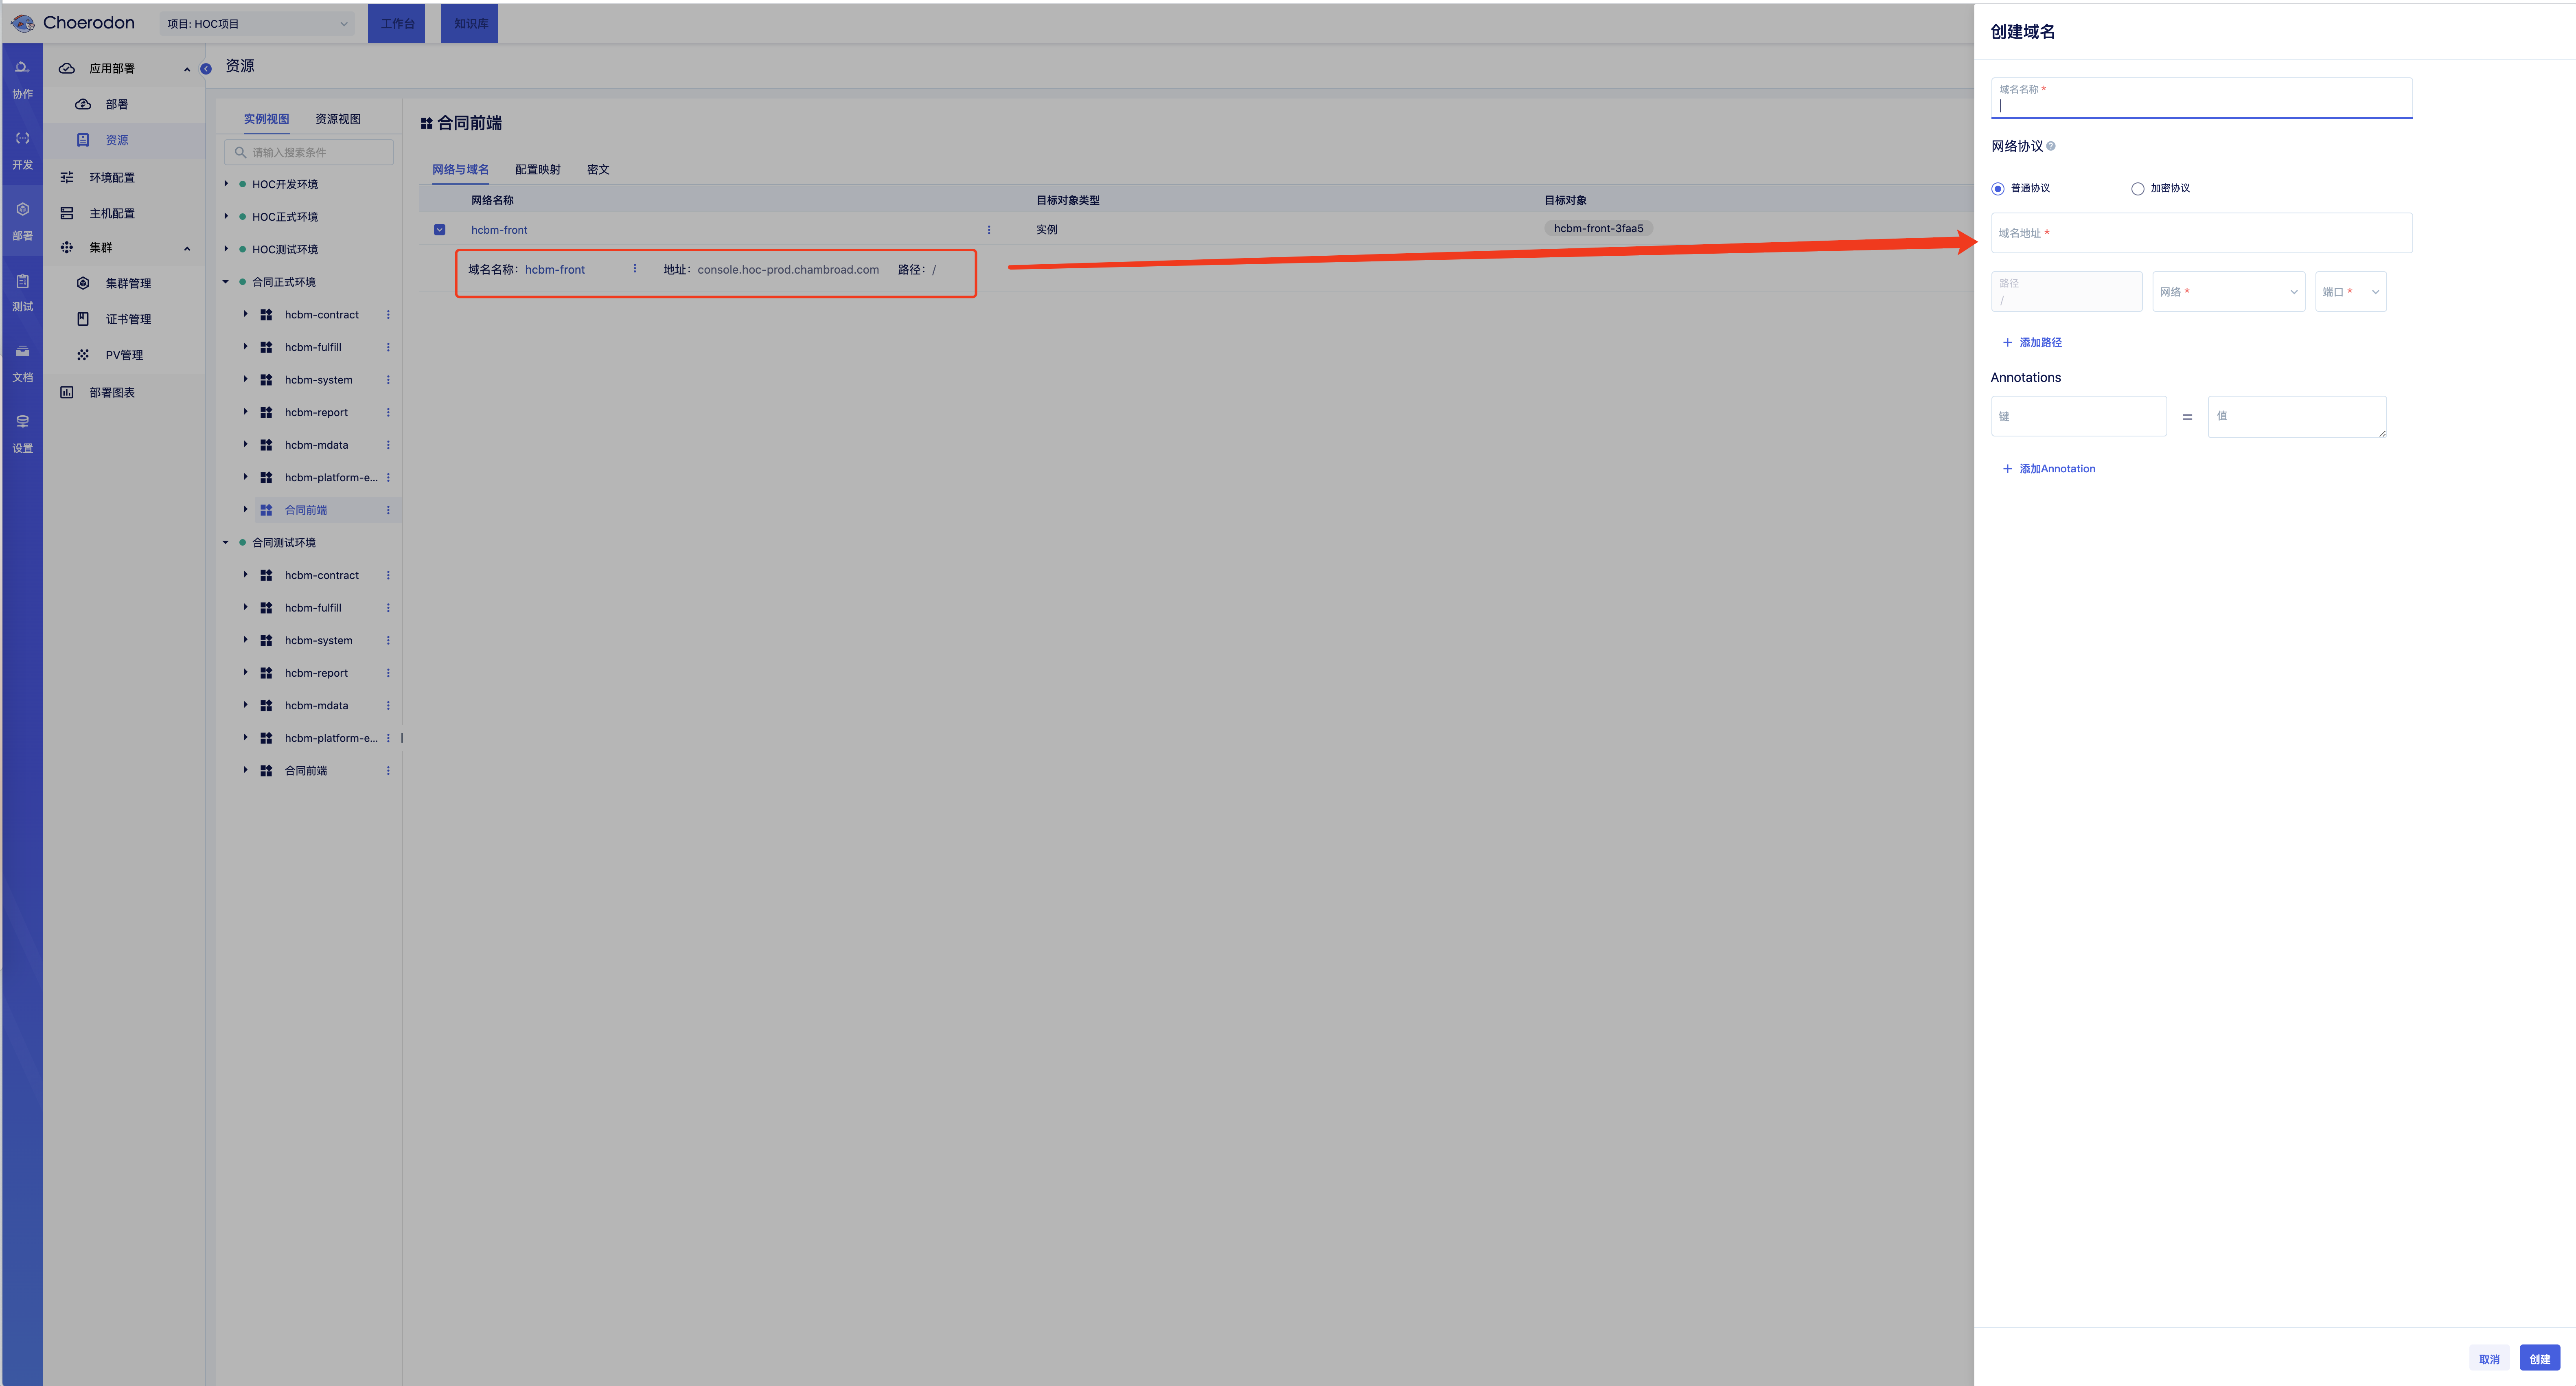 Choerodon
项目: HOC项目
工作台
知识库
协作
开发
部署
测试
文档
设置
应用部署
部署
资源
环境配置
主机配置
集群
集群管理
证书管理
PV管理
部署图表
资源
实例视图
资源视图
请输入搜索条件
HOC开发环境
HOC正式环境
HOC测试环境
合同正式环境
hcbm-contract
hcbm-fulfill
hcbm-system
hcbm-report
hcbm-mdata
hcbm-platform-e...
合同前端
合同测试环境
hcbm-contract
hcbm-fulfill
hcbm-system
hcbm-report
hcbm-mdata
hcbm-platform-e...
合同前端
合同前端
网络与域名
配置映射
密文
网络名称
目标对象类型
目标对象
hcbm-front
实例
hcbm-front-3faa5
域名名称： hcbm-front
地址： console.hoc-prod.chambroad.com
路径： /
创建域名
域名名称 *
网络协议
普通协议
加密协议
域名地址 *
路径
/
网络 *
端口 *
+ 添加路径
Annotations
键
=
值
+ 添加Annotation
取消
创建